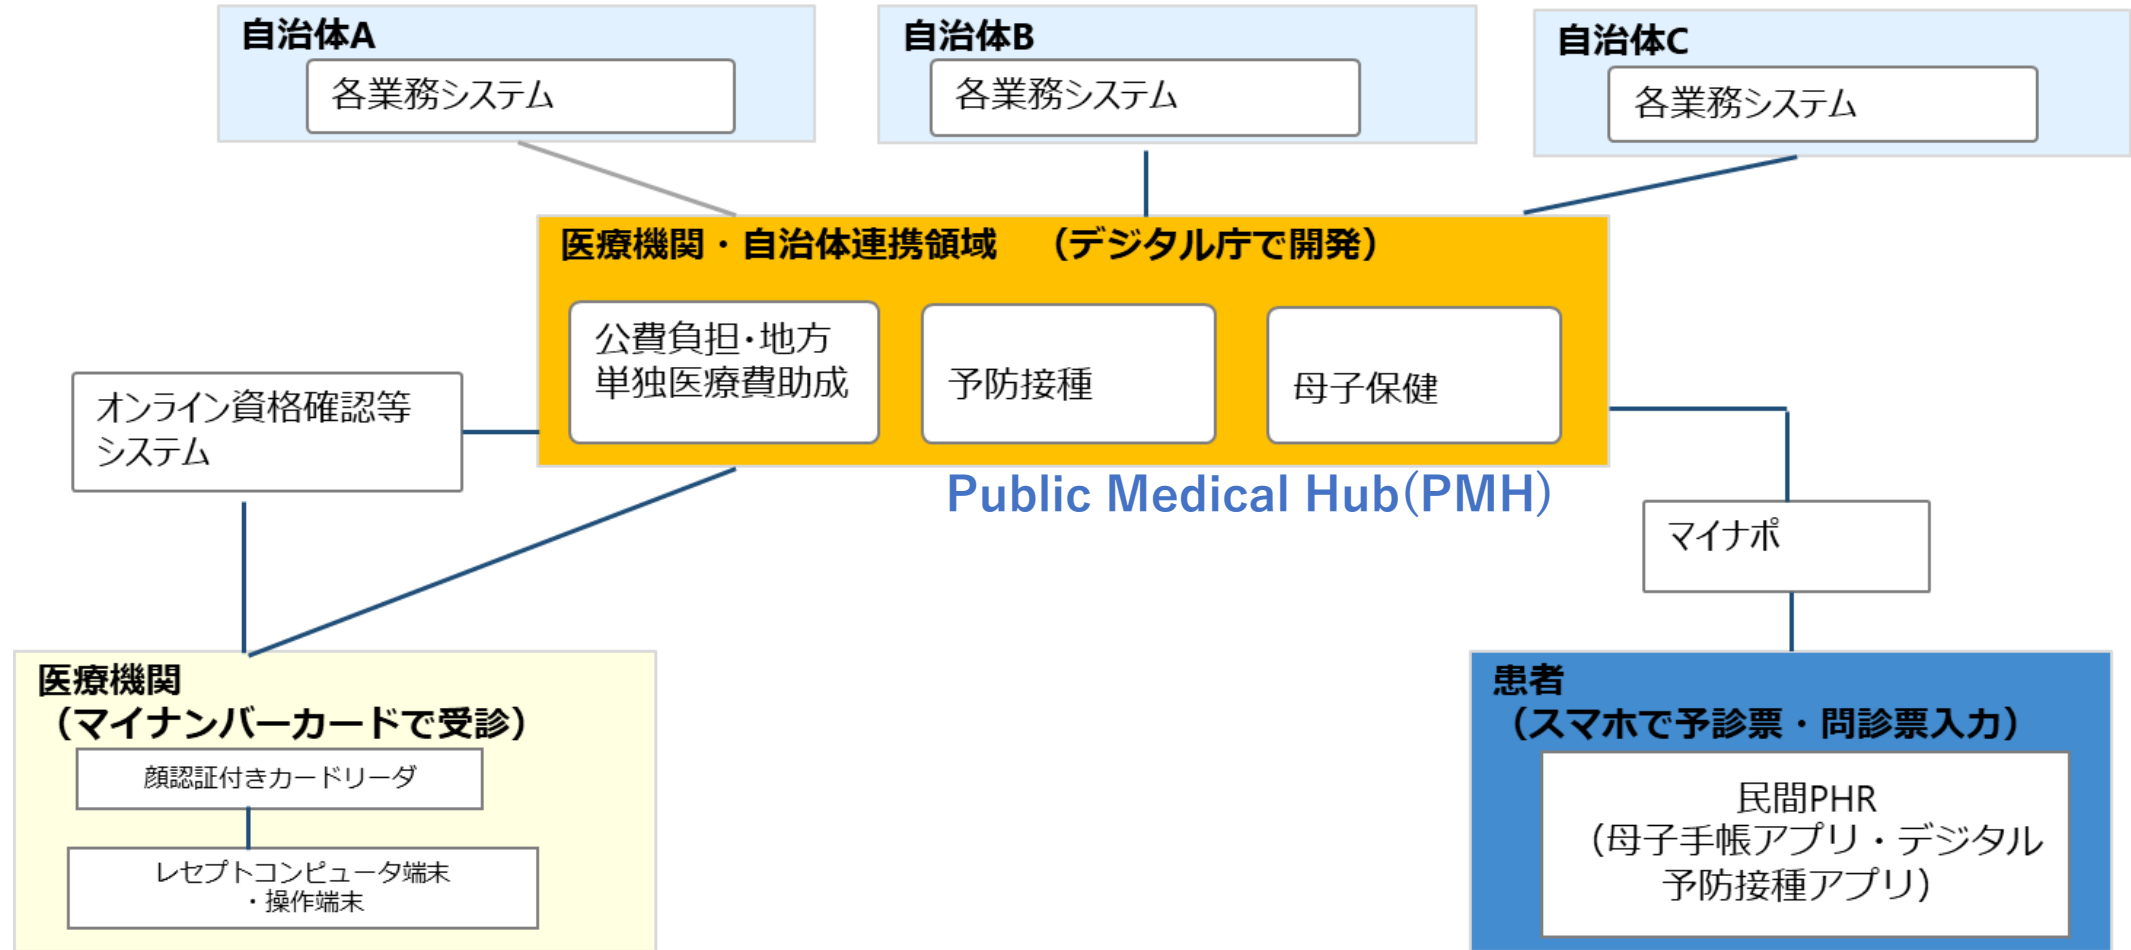 自治体A
各業務システム
自治体B
各業務システム
自治体C
各業務システム
医療機関・自治体連携領域　（デジタル庁で開発）
公費負担・地方
単独医療費助成
予防接種
母子保健
オンライン資格確認等
システム
Public Medical Hub(PMH)
マイナポ
医療機関
（マイナンバーカードで受診）
顔認証付きカードリーダ
レセプトコンピュータ端末
・操作端末
患者
（スマホで予診票・問診票入力）
民間PHR
（母子手帳アプリ・デジタル
予防接種アプリ）